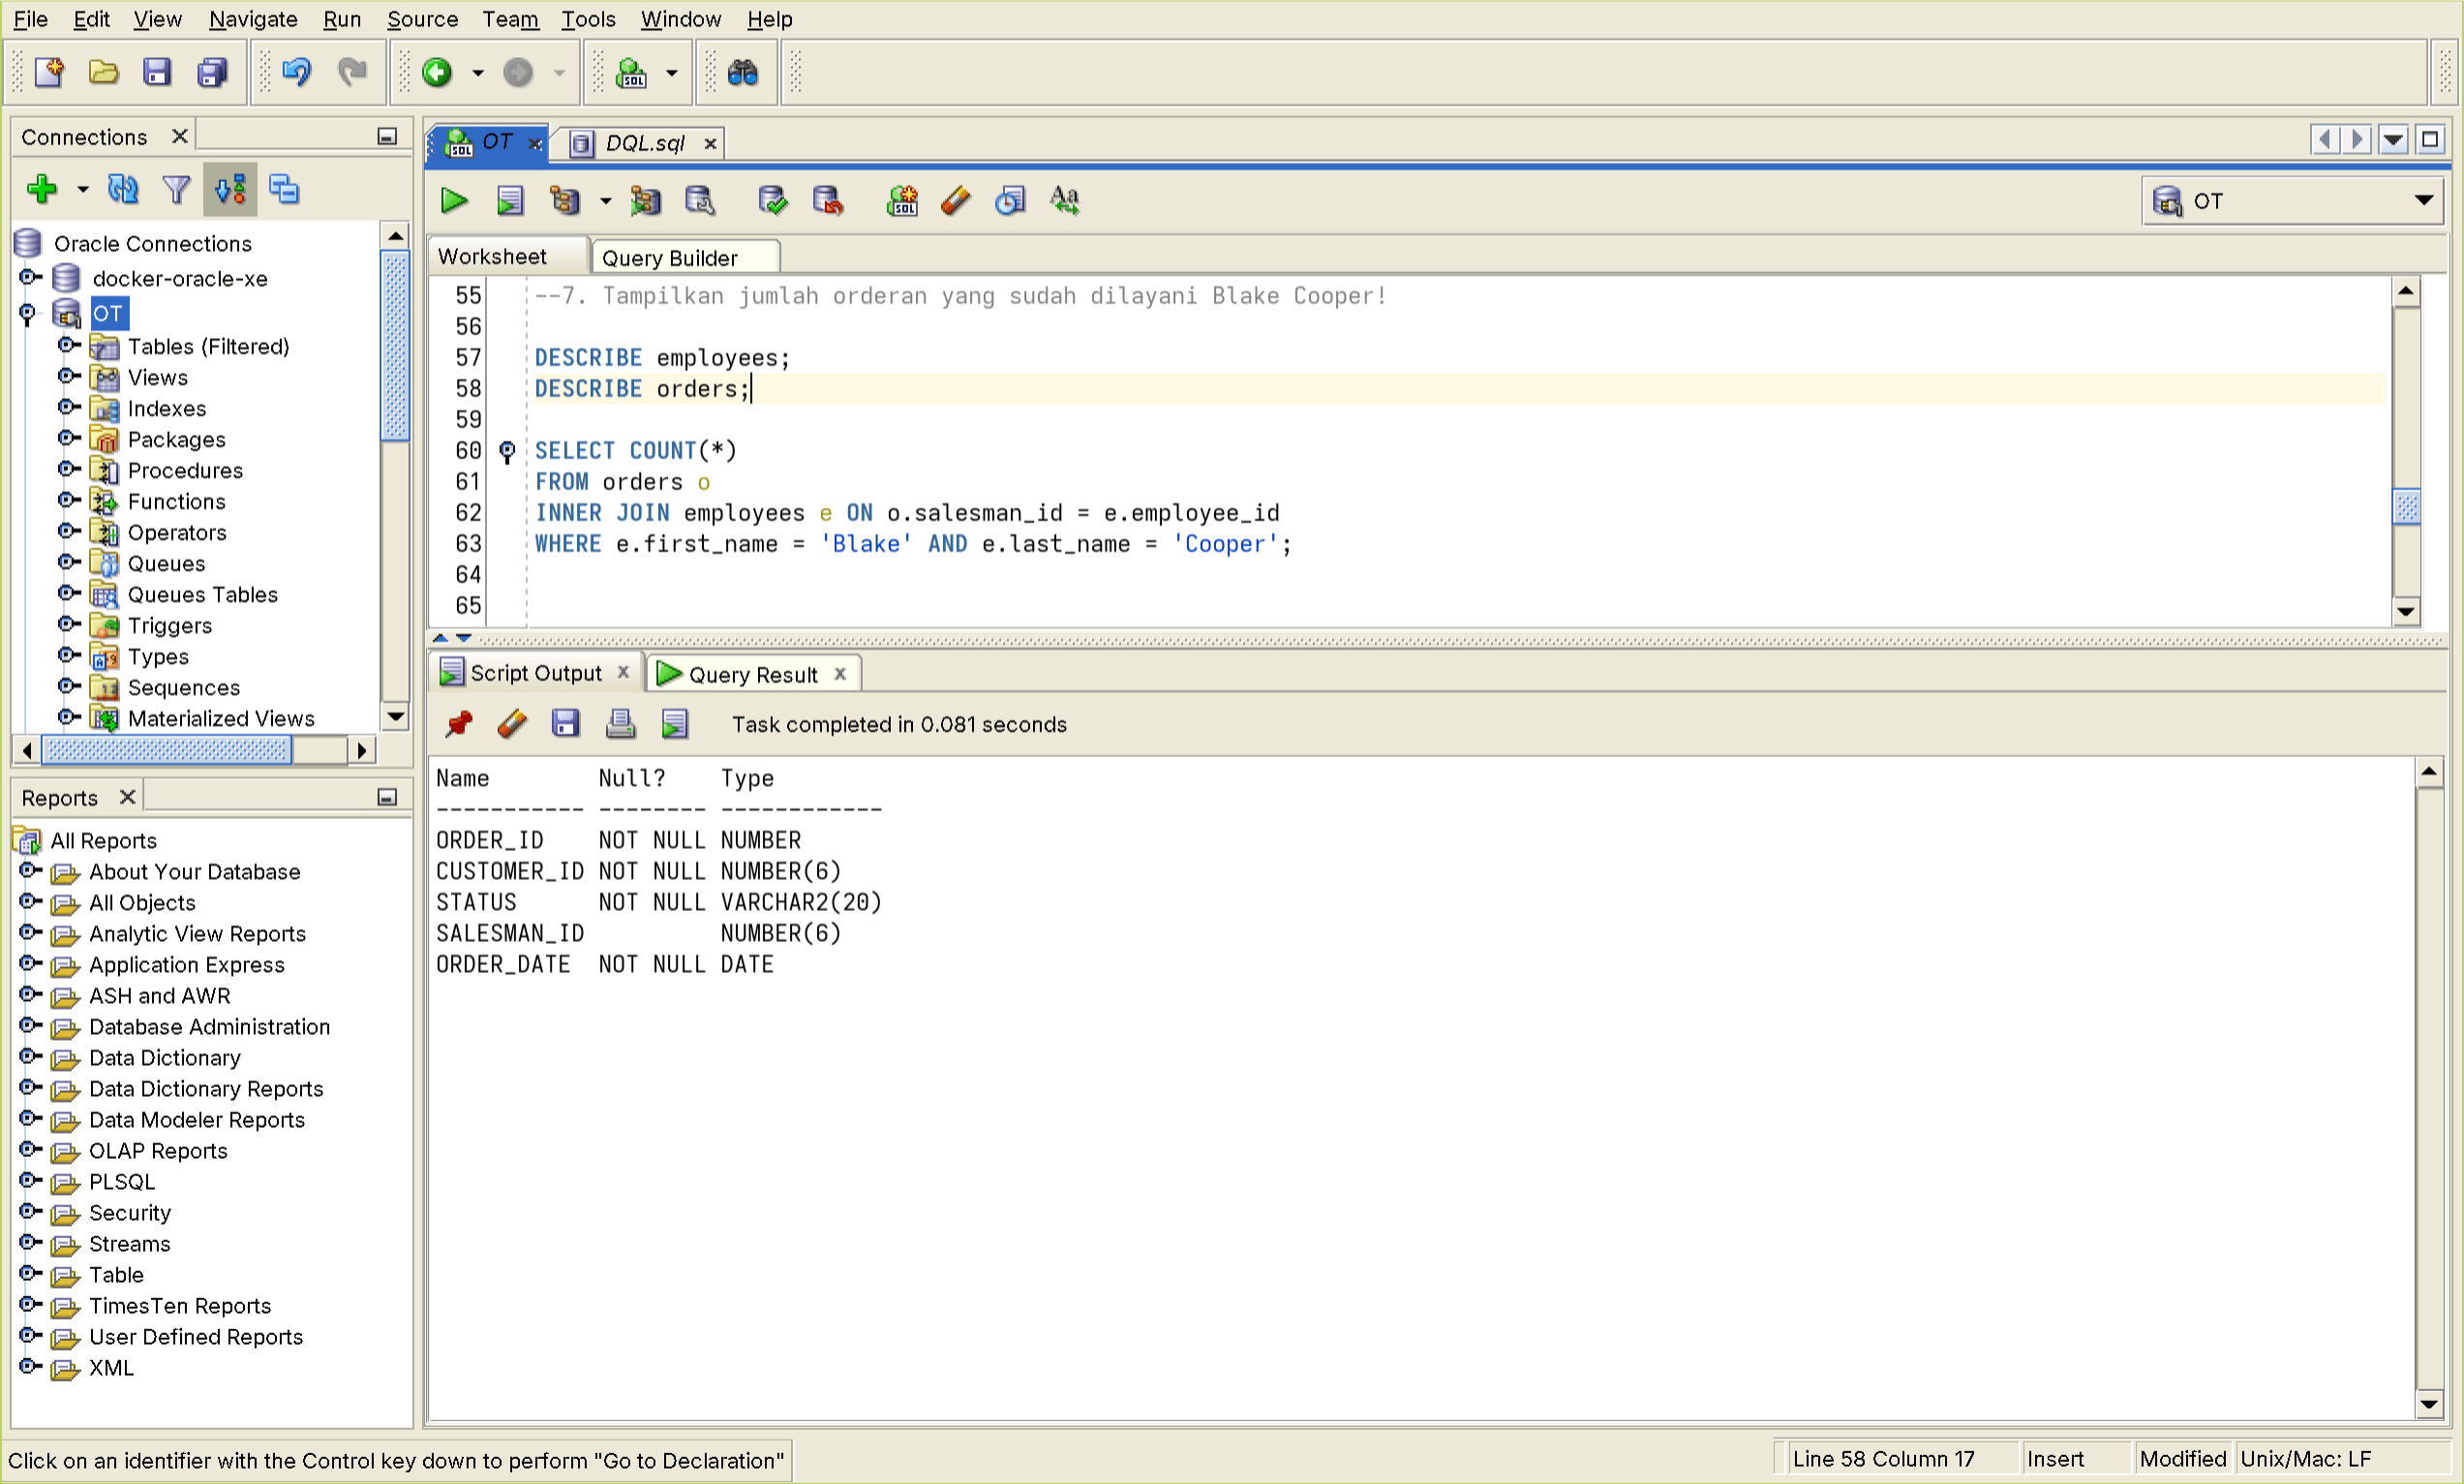 File Edit View Navigate Run Source Team Tools Window Help
Connections
Oracle Connections
docker-oracle-xe
OT
Tables (Filtered)
Views
Indexes
Packages
Procedures
Functions
Operators
Queues
Queues Tables
Triggers
Types
Sequences
Materialized Views
Reports
All Reports
About Your Database
All Objects
Analytic View Reports
Application Express
ASH and AWR
Database Administration
Data Dictionary
Data Dictionary Reports
Data Modeler Reports
OLAP Reports
PLSQL
Security
Streams
Table
TimesTen Reports
User Defined Reports
XML
OT DQL.sql
OT
Worksheet Query Builder
55 --7. Tampilkan jumlah orderan yang sudah dilayani Blake Cooper!
56
57 DESCRIBE employees;
58 DESCRIBE orders;
59
60 SELECT COUNT(*)
61 FROM orders o
62 INNER JOIN employees e ON o.salesman_id = e.employee_id
63 WHERE e.first_name = 'Blake' AND e.last_name = 'Cooper';
64
65
Script Output Query Result
Task completed in 0.081 seconds
Name Null? Type
----------- -------- ------------
ORDER_ID NOT NULL NUMBER
CUSTOMER_ID NOT NULL NUMBER(6)
STATUS NOT NULL VARCHAR2(20)
SALESMAN_ID NUMBER(6)
ORDER_DATE NOT NULL DATE
Click on an identifier with the Control key down to perform "Go to Declaration"
Line 58 Column 17 Insert Modified Unix/Mac: LF